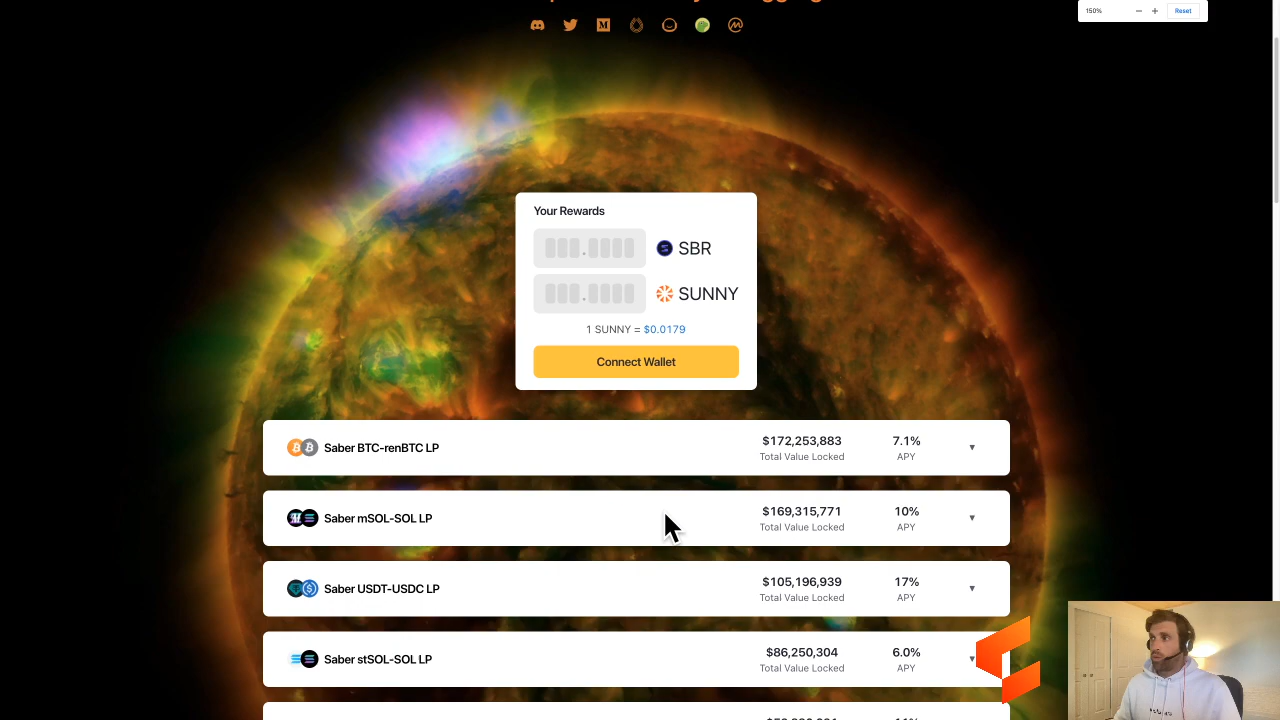 150%
Reset
M
Your Rewards
SBR
SUNNY
1 SUNNY = $0.0179
Connect Wallet
Saber BTC-renBTC LP
$172,253,883
Total Value Locked
7.1%
APY
Saber mSOL-SOL LP
$169,315,771
Total Value Locked
10%
APY
Saber USDT-USDC LP
$105,196,939
Total Value Locked
17%
APY
Saber stSOL-SOL LP
$86,250,304
Total Value Locked
6.0%
APY